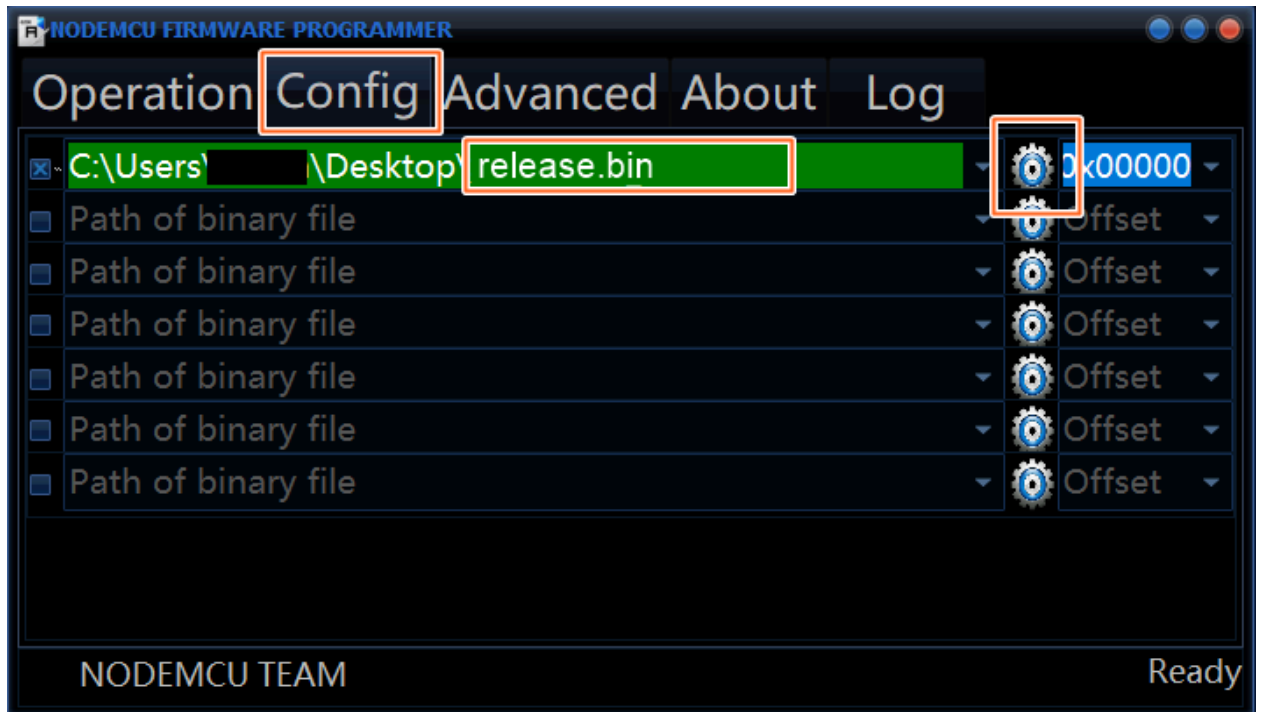 NODEMCU FIRMWARE PROGRAMMER
Operation Config Advanced About Log
C:\Users\ \Desktop\ release.bin 0x00000
Path of binary file Offset
Path of binary file Offset
Path of binary file Offset
Path of binary file Offset
Path of binary file Offset
Path of binary file Offset
NODEMCU TEAM Ready